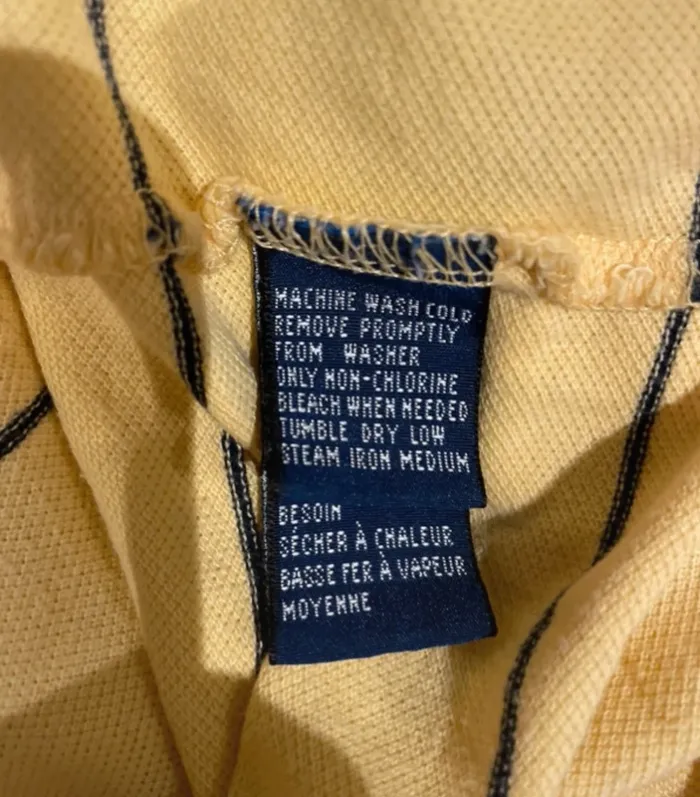 MACHINE WASH COLD
REMOVE PROMPTLY
FROM WASHER
ONLY NON-CHLORINE
BLEACH WHEN NEEDED
TUMBLE DRY LOW
STEAM IRON MEDIUM
BESOIN
SÉCHER À CHALEUR
BASSE FER À VAPEUR
MOYENNE